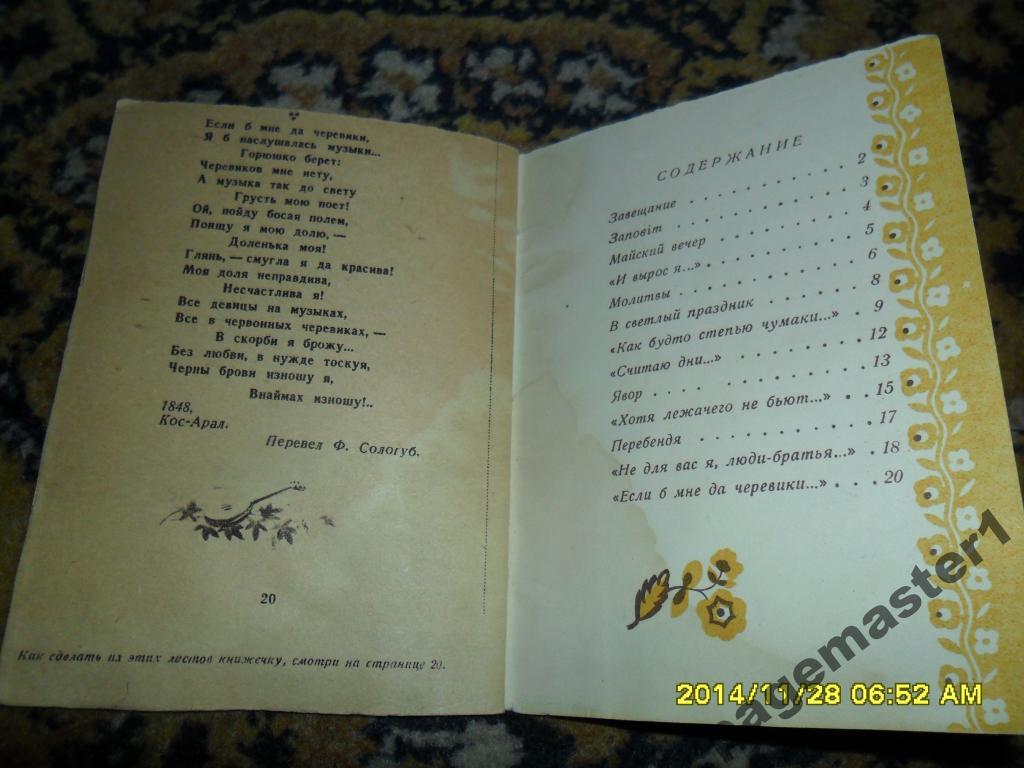 Если б мне да черевики,
Я б наслушалась музыки...
Горюшко берет:
Черевиков мне нету,
А музыка так до свету
Грусть мою поет!
Ой, пойду босая полем,
Поищу я мою долю, —
Доленька моя!
Глянь, — смугла я да красива!
Моя доля неправдива,
Несчастлива я!
Все девицы на музыках,
Все в червонных черевиках, —
В скорби я брожу...
Без любви, в нужде тоскуя,
Черны брови изношу я,
Внаймах изношу!..
1848,
Кос-Арал.
Перевел Ф. Сологуб.
20
Как сделать из этих листов книжечку, смотри на странице 20.
СОДЕРЖАНИЕ
Завещание . . . . . . . . . . 2
Заповіт . . . . . . . . . . . 3
Майский вечер . . . . . . . . 4
«И вырос я...» . . . . . . . . 5
Молитвы . . . . . . . . . . . 6
В светлый праздник . . . . . . 8
«Как будто степью чумаки...» . 9
«Считаю дни...» . . . . . . . . 12
Явор . . . . . . . . . . . . 13
«Хотя лежачего не бьют...» . . 15
Перебендя . . . . . . . . . . 17
«Не для вас я, люди-братья...» . 18
«Если б мне да черевики...» . . . 20
2014/11/28 06:52 AM
imagemaster1